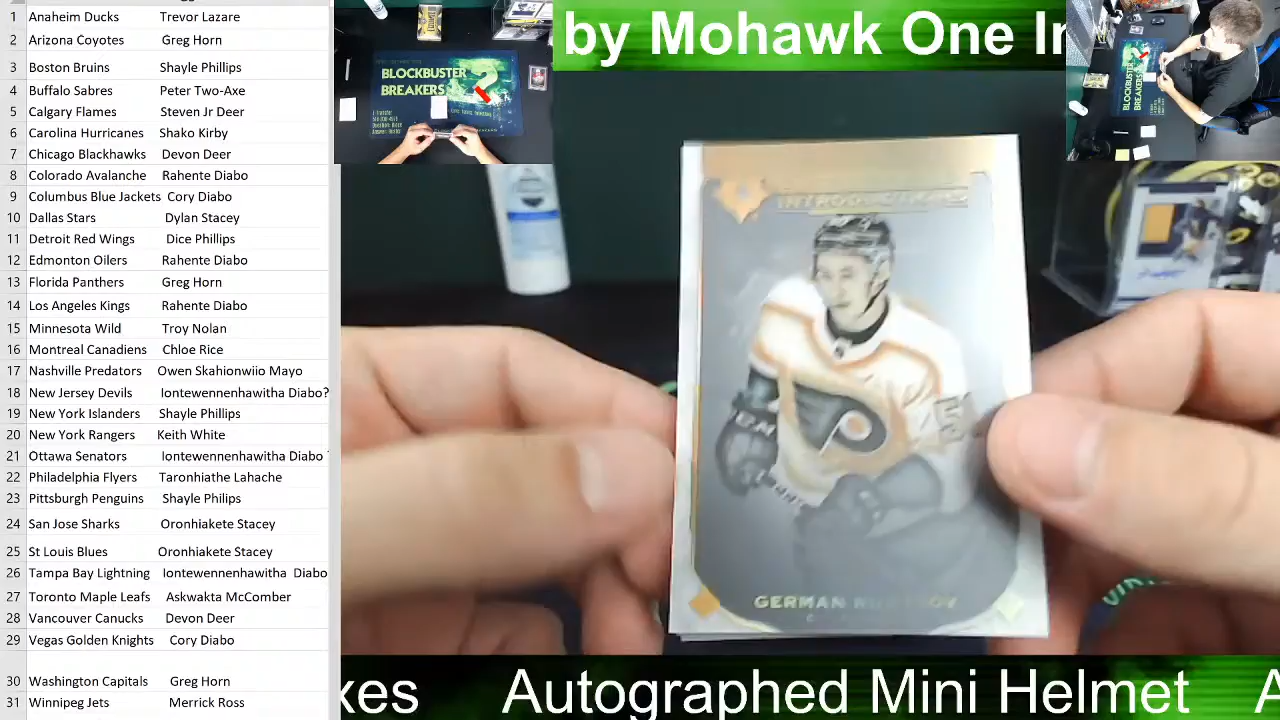 1 Anaheim Ducks Trevor Lazare
2 Arizona Coyotes Greg Horn
3 Boston Bruins Shayle Phillips
4 Buffalo Sabres Peter Two-Axe
5 Calgary Flames Steven JJ Deer
6 Carolina Hurricanes Shako Kirby
7 Chicago Blackhawks Devon Deer
8 Colorado Avalanche Rahente Diabo
9 Columbus Blue Jackets Cory Diabo
10 Dallas Stars Dylan Stacey
11 Detroit Red Wings Dice Phillips
12 Edmonton Oilers Rahente Diabo
13 Florida Panthers Greg Horn
14 Los Angeles Kings Rahente Diabo
15 Minnesota Wild Troy Nolan
16 Montreal Canadiens Chloe Rice
17 Nashville Predators Owen Skahionwiio Mayo
18 New Jersey Devils Iontewennenhawitha Diabo?
19 New York Islanders Shayle Phillips
20 New York Rangers Keith White
21 Ottawa Senators Iontewennenhawitha Diabo
22 Philadelphia Flyers Taronhiathe Lahache
23 Pittsburgh Penguins Shayle Philips
24 San Jose Sharks Oronhiakete Stacey
25 St Louis Blues Oronhiakete Stacey
26 Tampa Bay Lightning Iontewennenhawitha Diabo
27 Toronto Maple Leafs Askwakta McComber
28 Vancouver Canucks Devon Deer
29 Vegas Golden Knights Cory Diabo
30 Washington Capitals Greg Horn
31 Winnipeg Jets Merrick Ross
BLOCKBUSTER
BREAKERS
by Mohawk One In
BLOCKBUSTER
BREAKERS
INTRODUCTIONS
GERMAN
xes Autographed Mini Helmet A